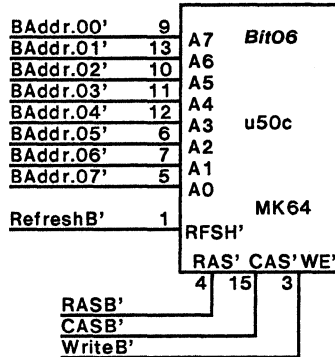 BAddr.00' 9 A7 Bit06
BAddr.01' 13 A6
BAddr.02' 10 A5
BAddr.03' 11 A4
BAddr.04' 12 A3 u50c
BAddr.05' 6 A2
BAddr.06' 7 A1
BAddr.07' 5 A0
MK64
RefreshB' 1 RFSH'
RAS' CAS' WE'
4 15 3
RASB'
CASB'
WriteB'